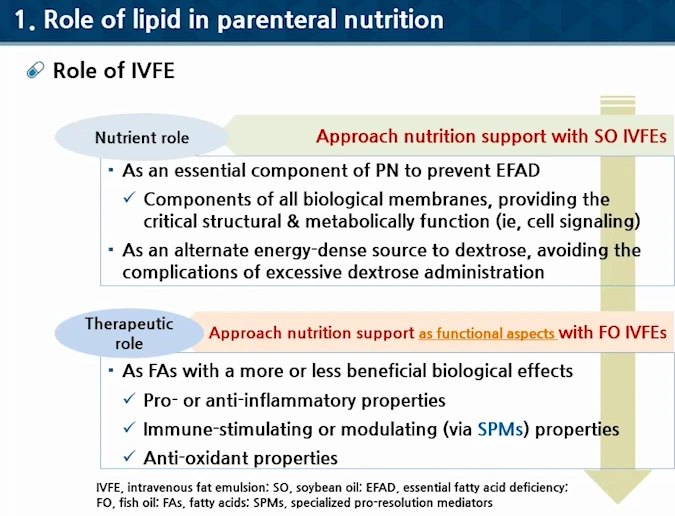 1. Role of lipid in parenteral nutrition
Role of IVFE
Nutrient role
Approach nutrition support with SO IVFEs
▪ As an essential component of PN to prevent EFAD
✓ Components of all biological membranes, providing the
critical structural & metabolically function (ie, cell signaling)
▪ As an alternate energy-dense source to dextrose, avoiding the
complications of excessive dextrose administration
Therapeutic
role
Approach nutrition support as functional aspects with FO IVFEs
▪ As FAs with a more or less beneficial biological effects
✓ Pro- or anti-inflammatory properties
✓ Immune-stimulating or modulating (via SPMs) properties
✓ Anti-oxidant properties
IVFE, intravenous fat emulsion; SO, soybean oil; EFAD, essential fatty acid deficiency;
FO, fish oil; FAs, fatty acids; SPMs, specialized pro-resolution mediators